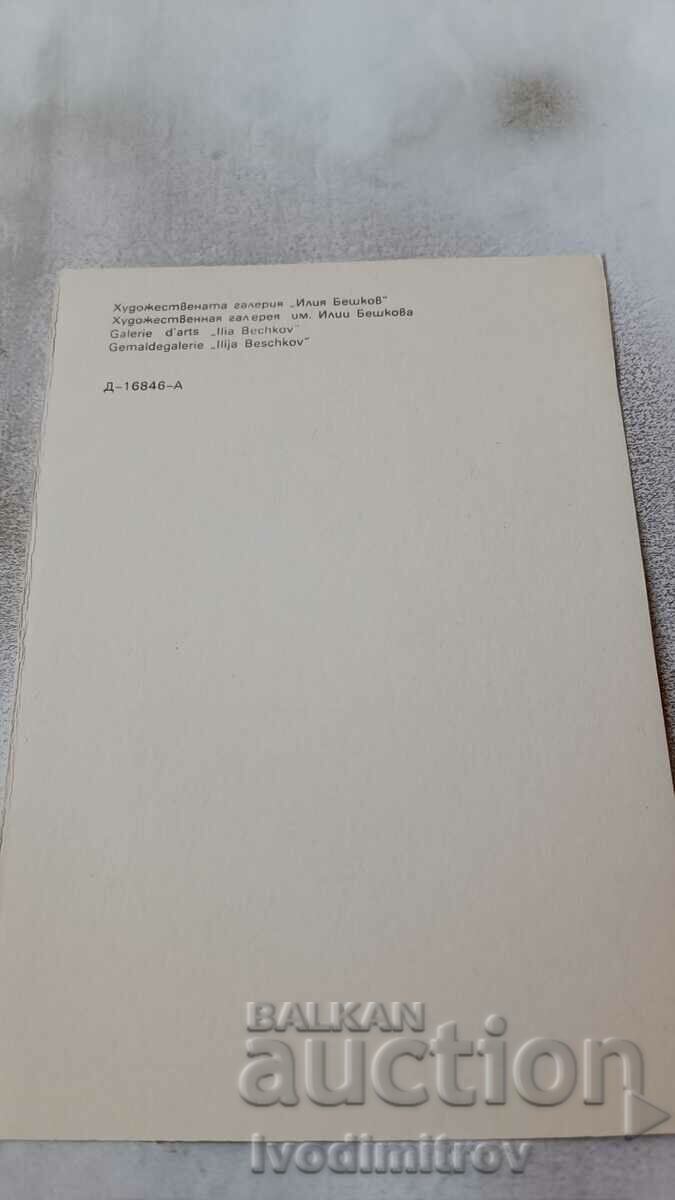 Художествената галерия „Илия Бешков"
Художественная галерея им. Илии Бешкова
Galerie d'arts „Ilia Bechkov"
Gemaldegalerie „Ilija Beschkov"
Д–16846–А
BALKAN
auction
Ivodimitrov